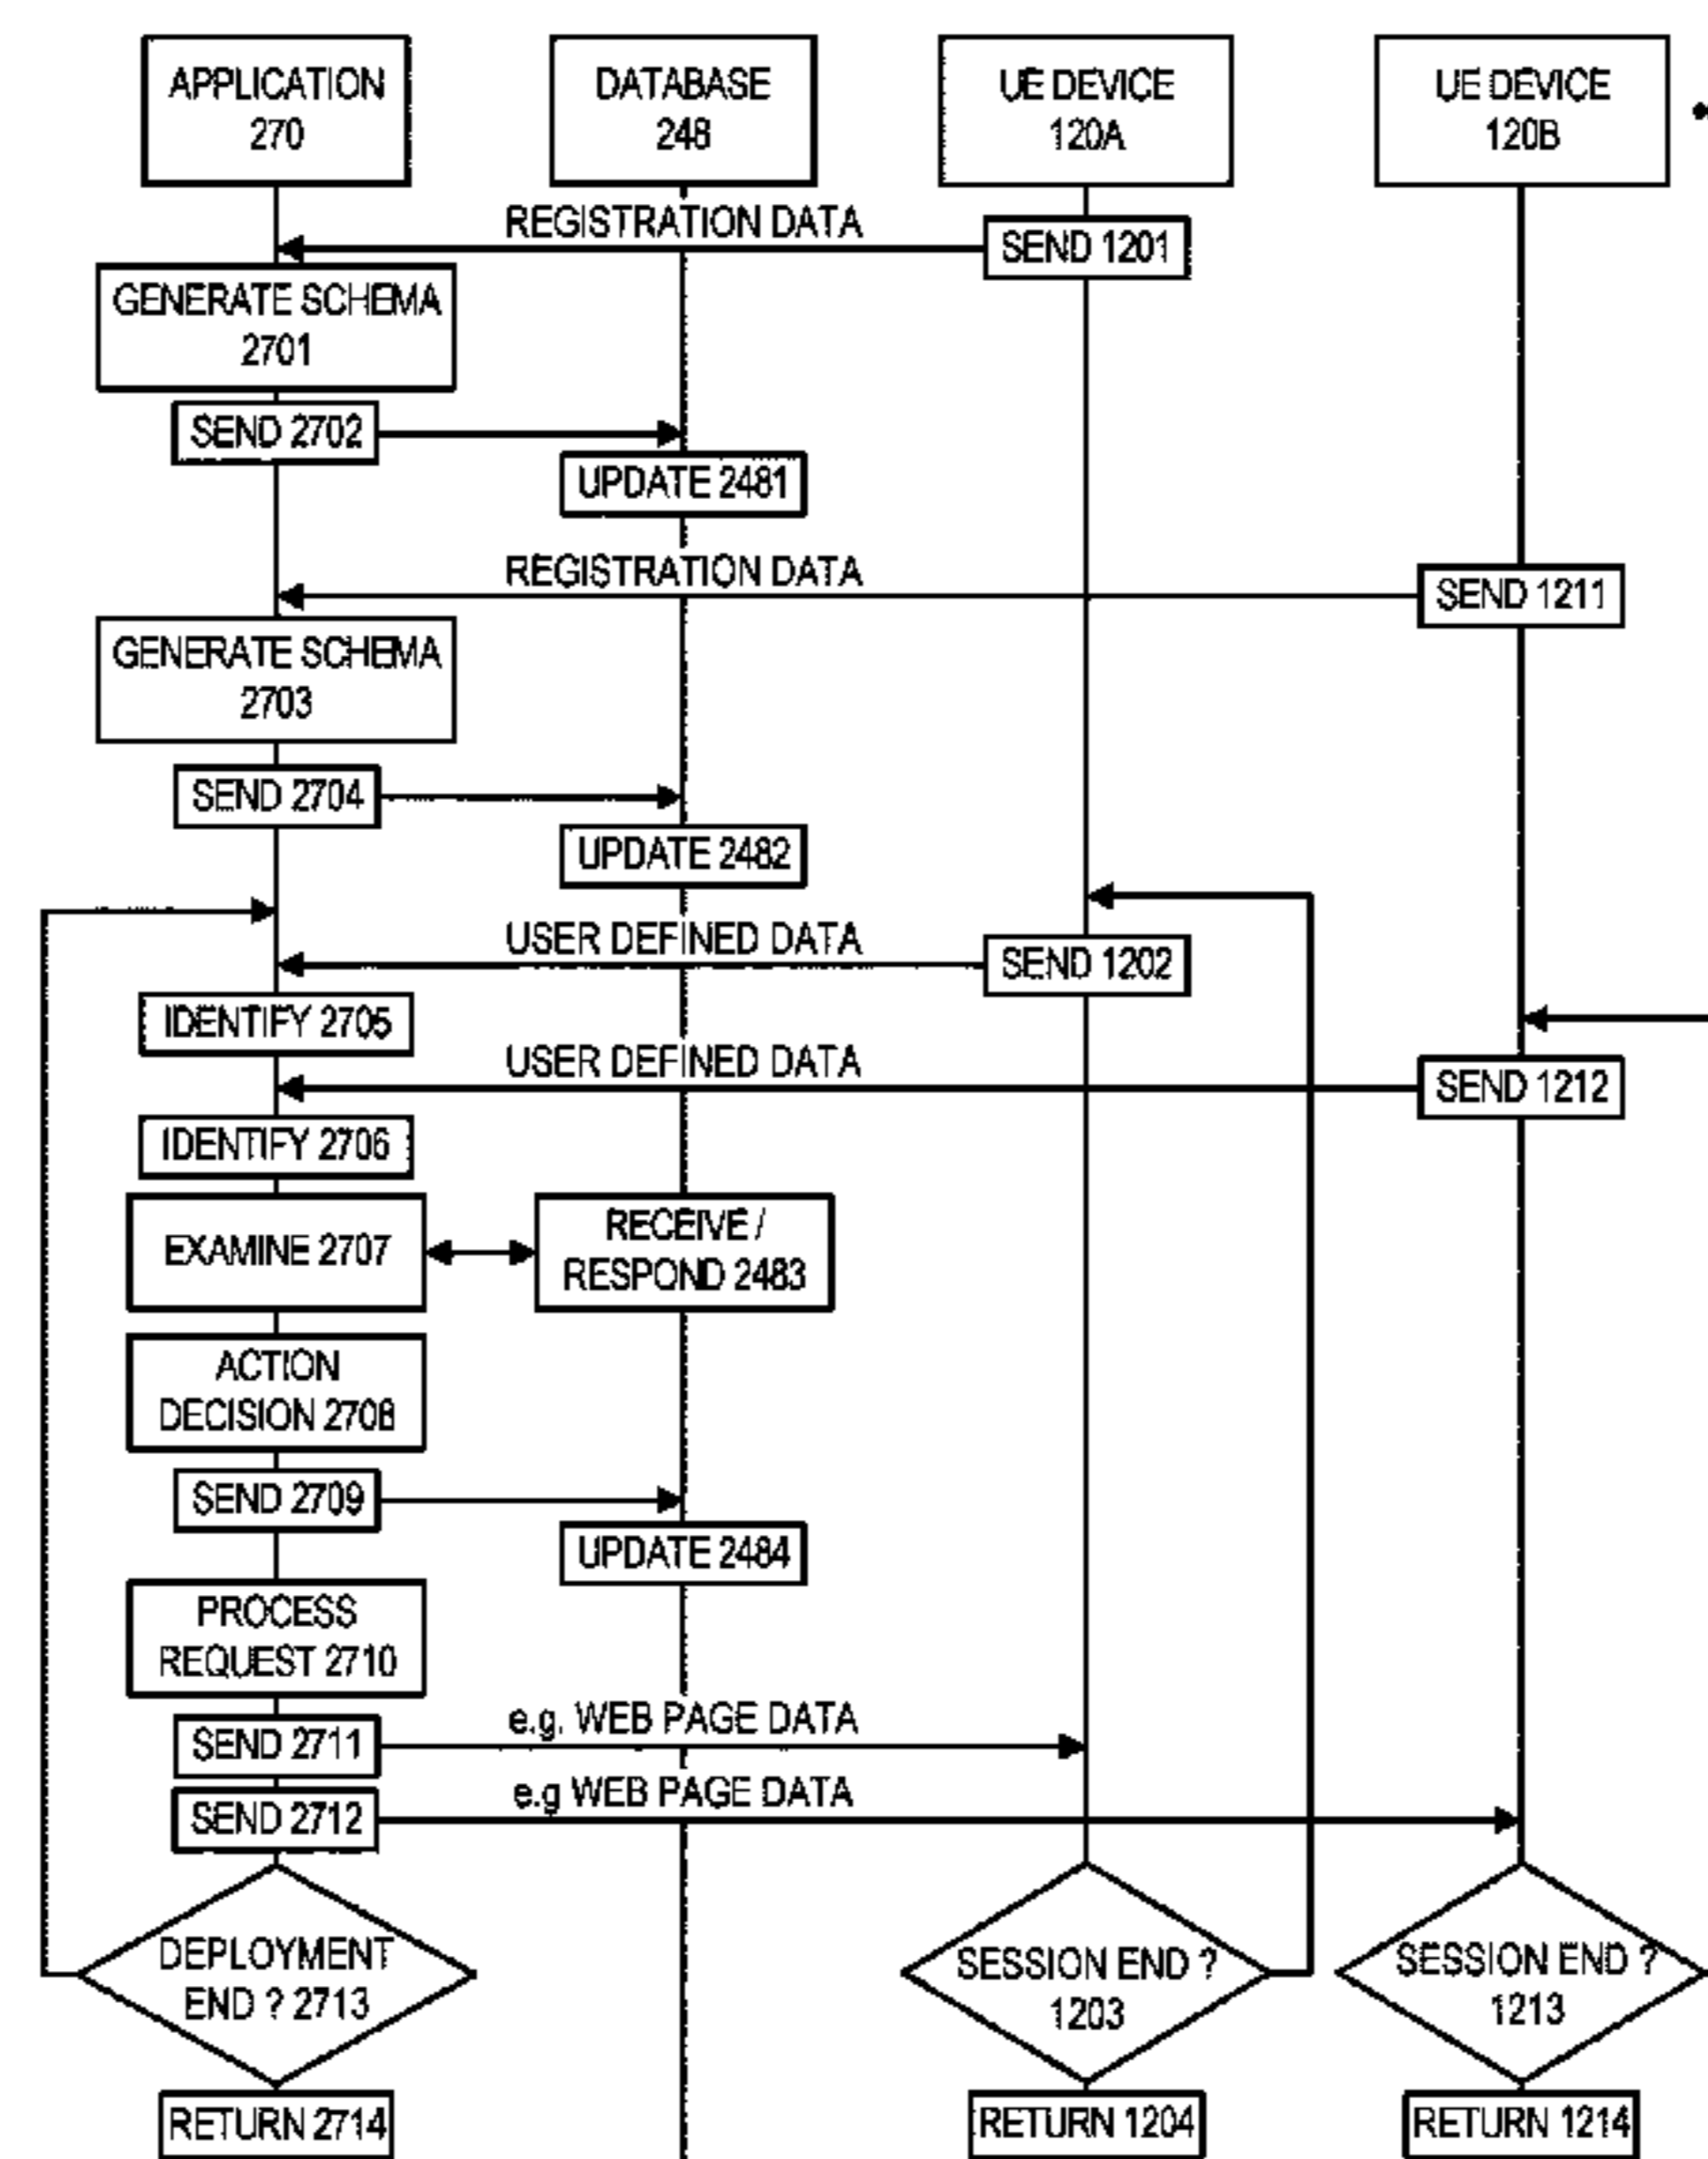 APPLICATION
270
DATABASE
248
UE DEVICE
120A
UE DEVICE
120B
REGISTRATION DATA
SEND 1201
GENERATE SCHEMA
2701
SEND 2702
UPDATE 2481
REGISTRATION DATA
SEND 1211
GENERATE SCHEMA
2703
SEND 2704
UPDATE 2482
USER DEFINED DATA
SEND 1202
IDENTIFY 2705
USER DEFINED DATA
SEND 1212
IDENTIFY 2706
EXAMINE 2707
RECEIVE /
RESPOND 2483
ACTION
DECISION 2708
SEND 2709
UPDATE 2484
PROCESS
REQUEST 2710
e.g. WEB PAGE DATA
SEND 2711
e.g WEB PAGE DATA
SEND 2712
DEPLOYMENT
END ? 2713
SESSION END ?
1203
SESSION END ?
1213
RETURN 2714
RETURN 1204
RETURN 1214